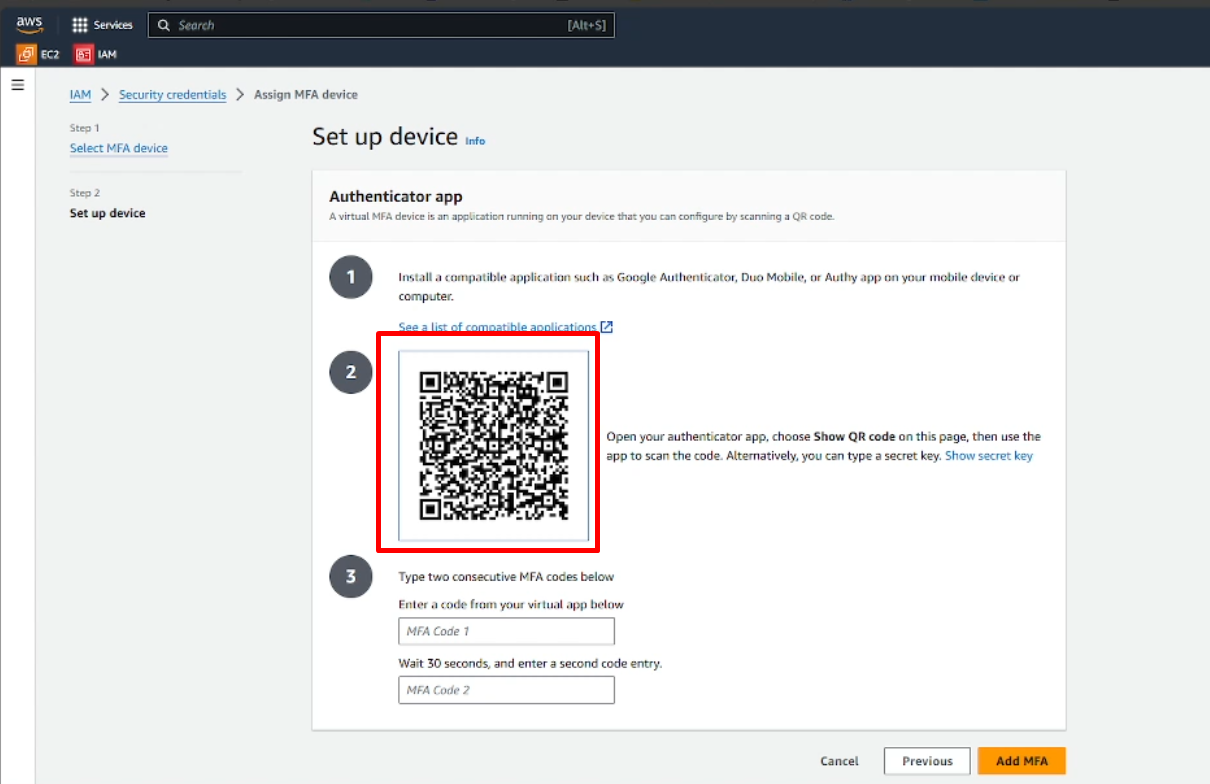 aws
Services
Search
[Alt+S]
EC2
IAM
IAM > Security credentials > Assign MFA device
Step 1
Select MFA device
Step 2
Set up device
Set up device Info
Authenticator app
A virtual MFA device is an application running on your device that you can configure by scanning a QR code.
1
Install a compatible application such as Google Authenticator, Duo Mobile, or Authy app on your mobile device or
computer.
See a list of compatible applications
2
Open your authenticator app, choose Show QR code on this page, then use the
app to scan the code. Alternatively, you can type a secret key. Show secret key
3
Type two consecutive MFA codes below
Enter a code from your virtual app below
MFA Code 1
Wait 30 seconds, and enter a second code entry.
MFA Code 2
Cancel
Previous
Add MFA